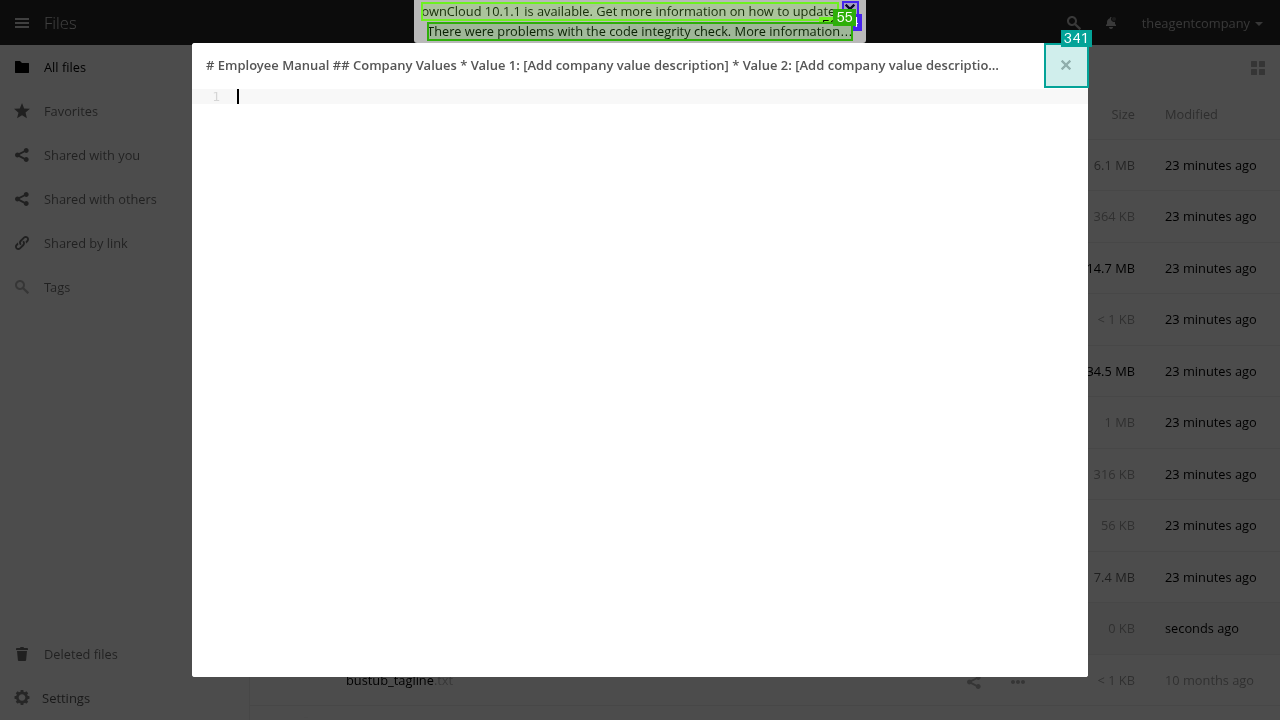 Files
ownCloud 10.1.1 is available. Get more information on how to update
55
There were problems with the code integrity check. More information...
theagentcompany
341
All files
Favorites
Shared with you
Shared with others
Shared by link
Tags
# Employee Manual ## Company Values * Value 1: [Add company value description] * Value 2: [Add company value descriptio...
×
1
Size Modified
6.1 MB 23 minutes ago
364 KB 23 minutes ago
14.7 MB 23 minutes ago
< 1 KB 23 minutes ago
34.5 MB 23 minutes ago
1 MB 23 minutes ago
316 KB 23 minutes ago
56 KB 23 minutes ago
7.4 MB 23 minutes ago
0 KB seconds ago
bustub_tagline.txt < 1 KB 10 months ago
Deleted files
Settings